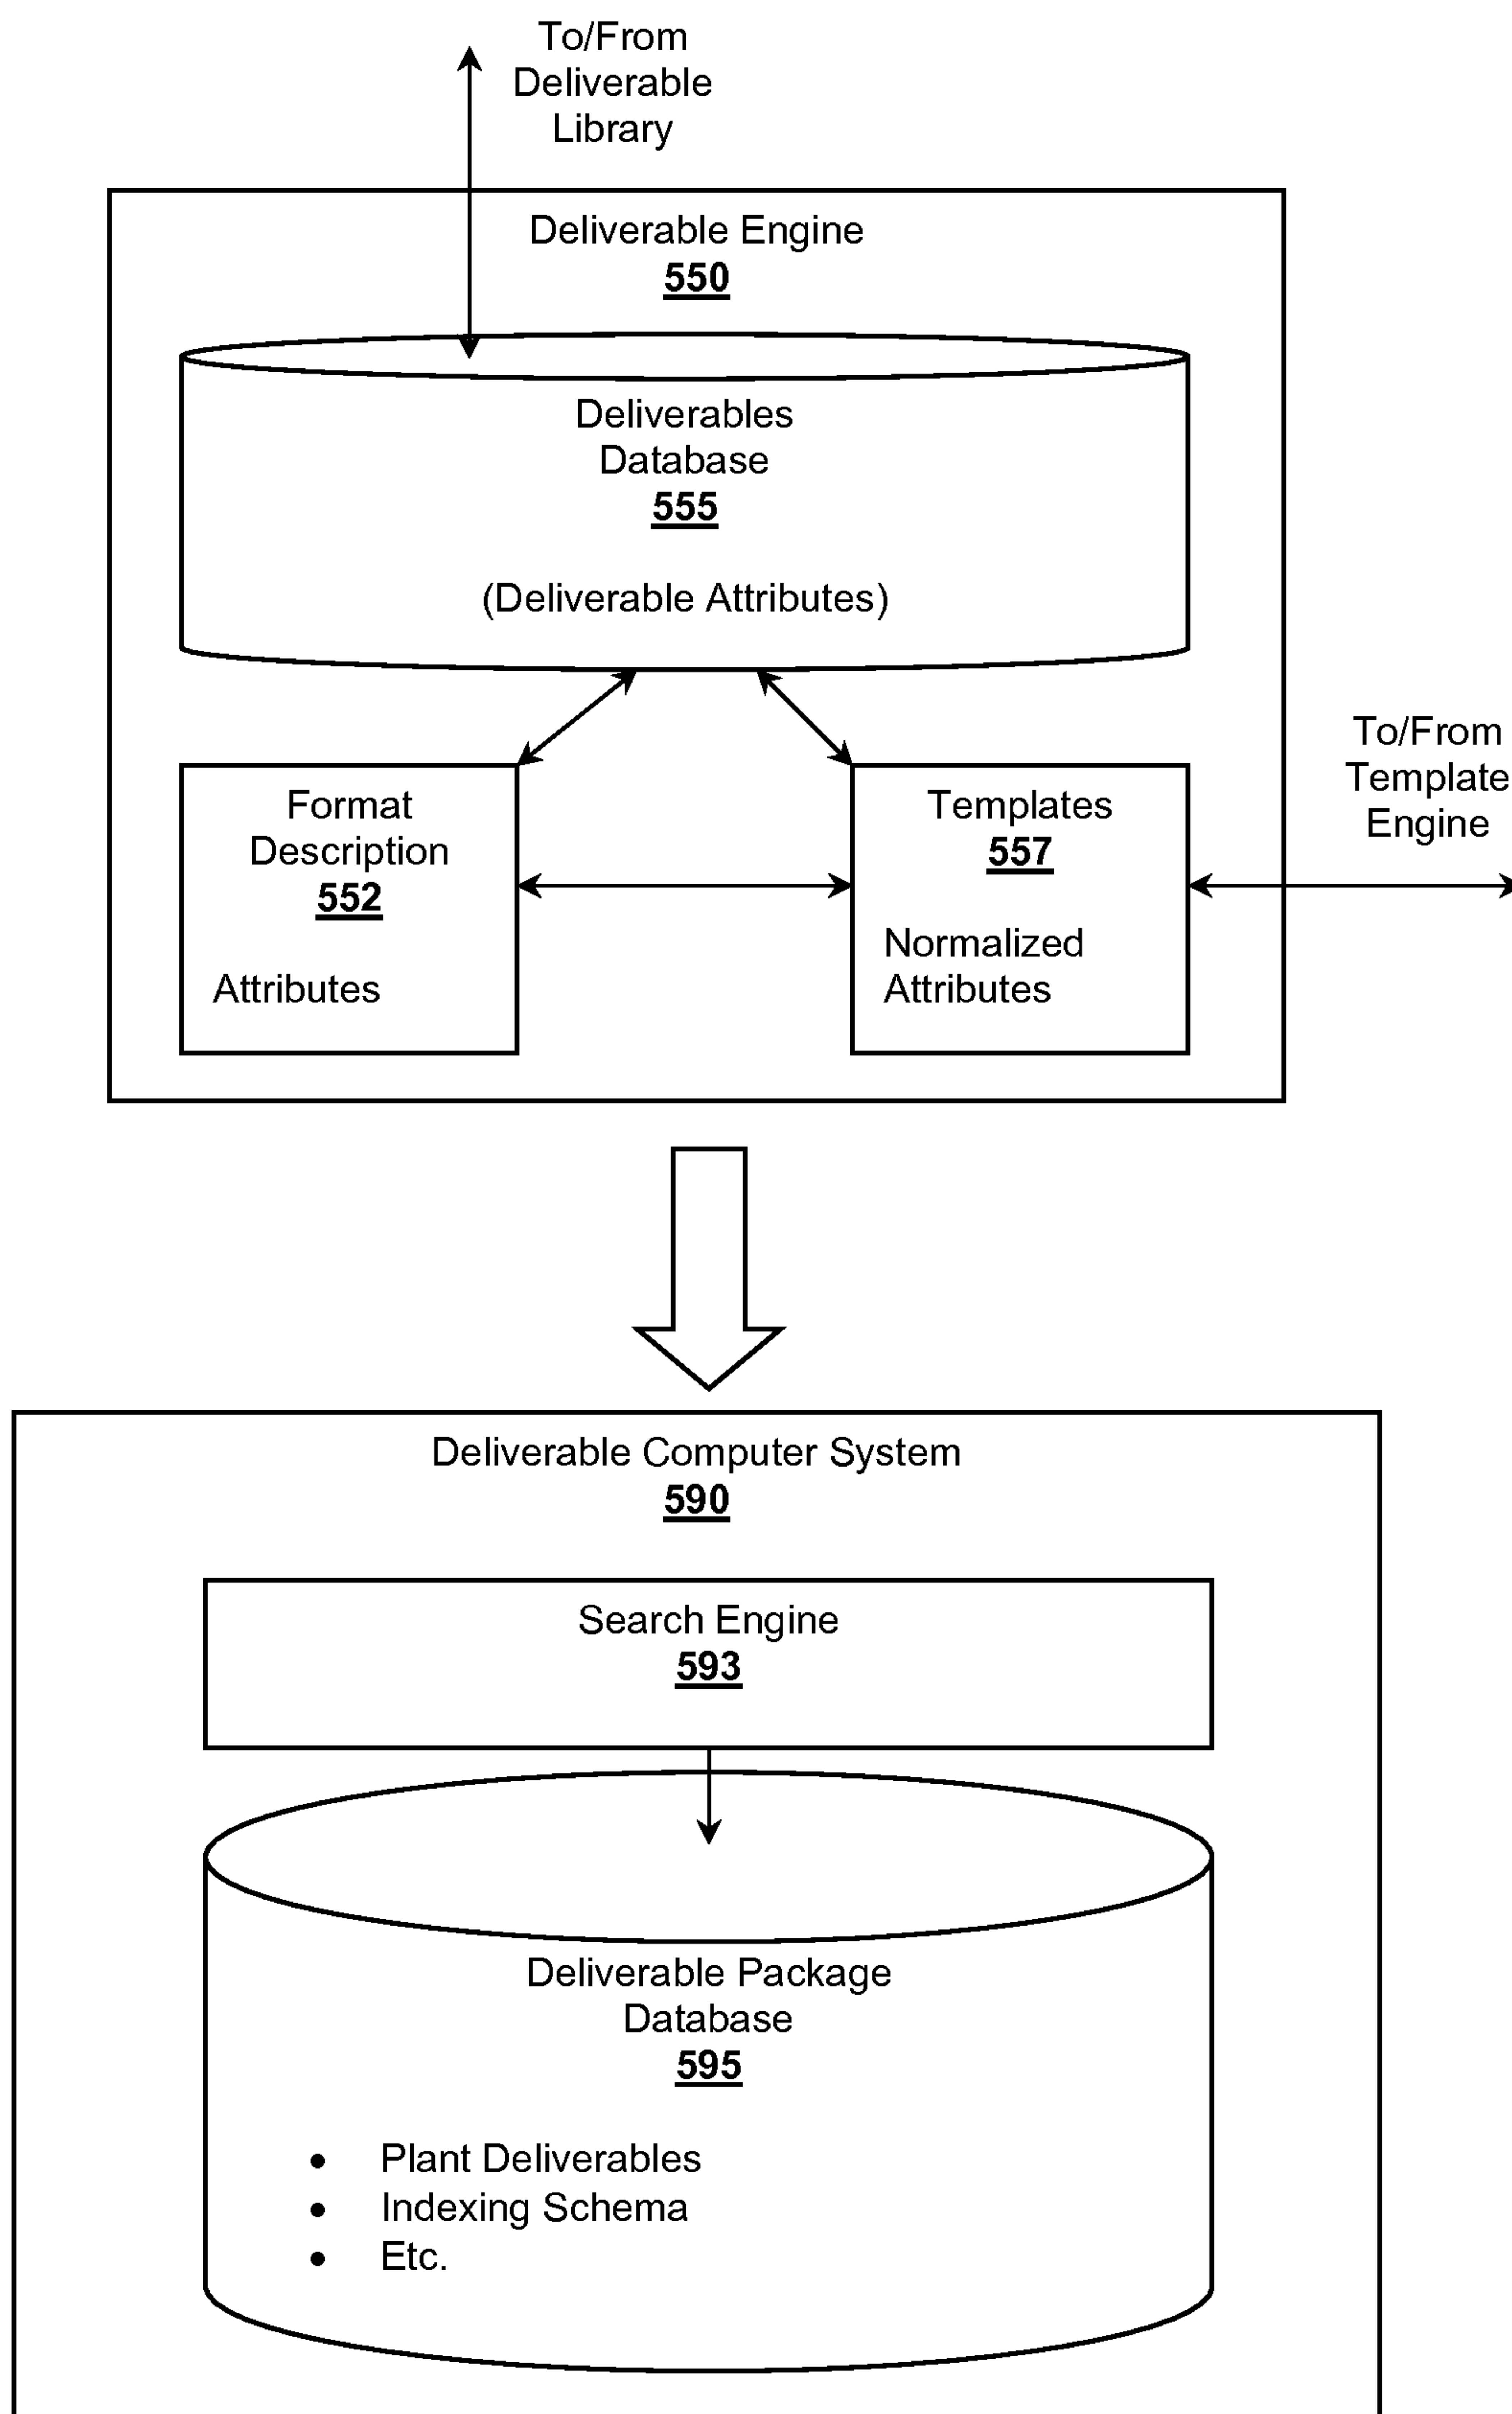 To/From
Deliverable
Library
Deliverable Engine
550
Deliverables
Database
555
(Deliverable Attributes)
To/From
Template
Engine
Format
Description
552
Attributes
Templates
557
Normalized
Attributes
Deliverable Computer System
590
Search Engine
593
Deliverable Package
Database
595
• Plant Deliverables
• Indexing Schema
• Etc.